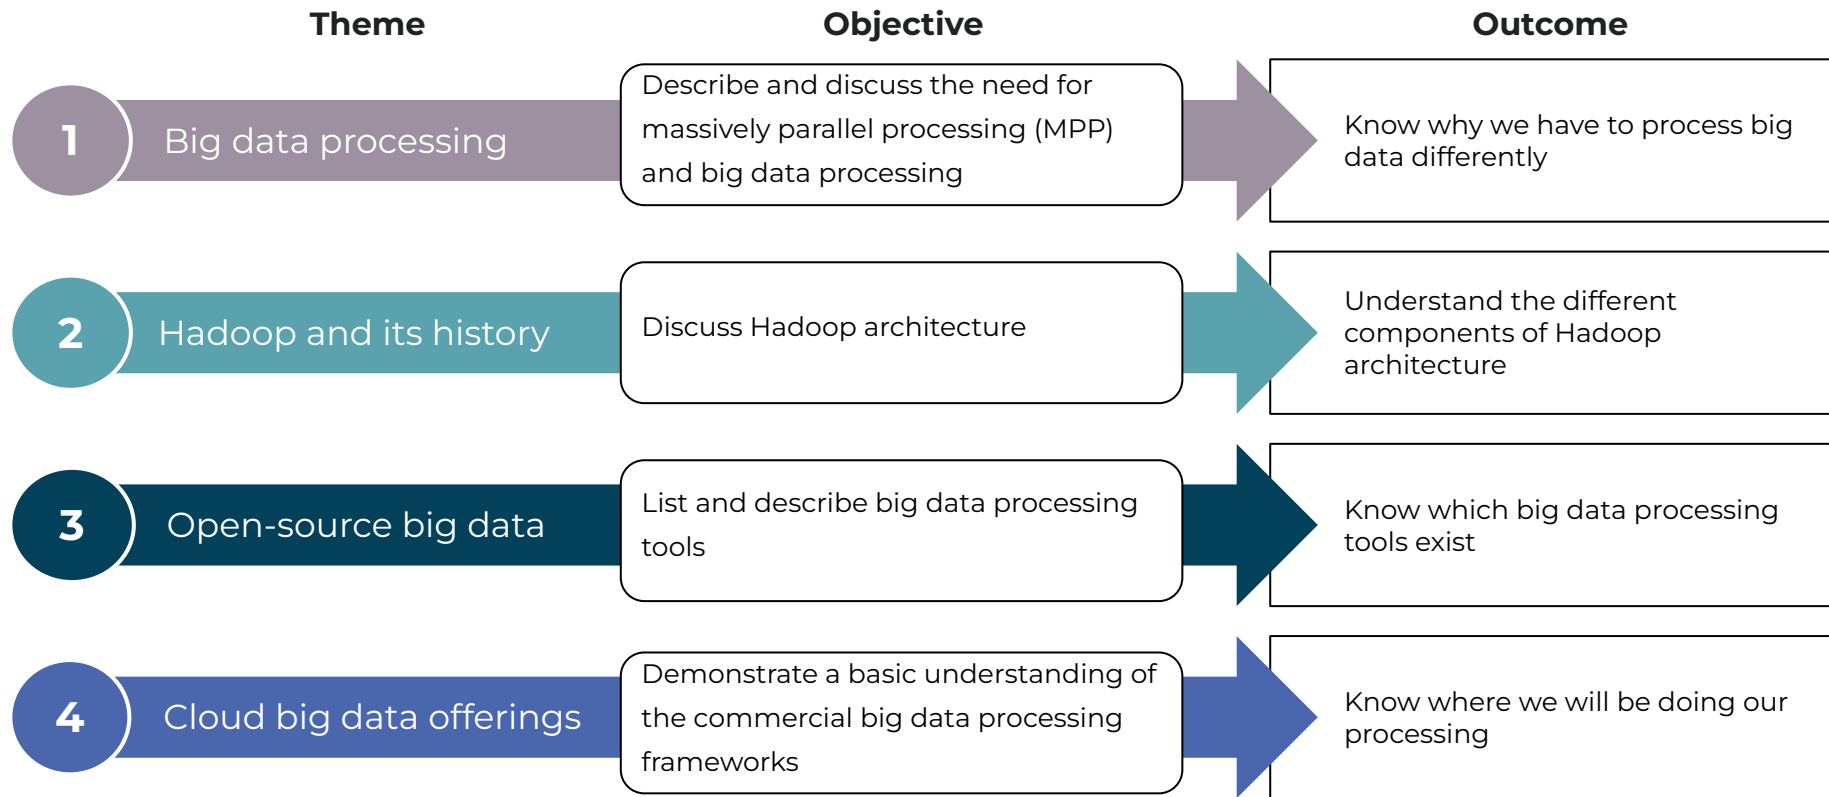 Theme
Objective
Outcome
1
Big data processing
Describe and discuss the need for
massively parallel processing (MPP)
and big data processing
Know why we have to process big
data differently
2
Hadoop and its history
Discuss Hadoop architecture
Understand the different
components of Hadoop
architecture
3
Open-source big data
List and describe big data processing
tools
Know which big data processing
tools exist
4
Cloud big data offerings
Demonstrate a basic understanding of
the commercial big data processing
frameworks
Know where we will be doing our
processing